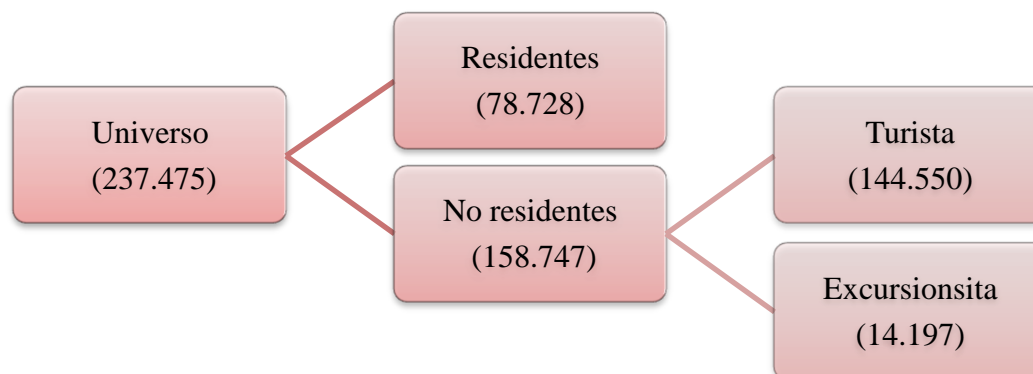 Universo
(237.475)
Residentes
(78.728)
No residentes
(158.747)
Turista
(144.550)
Excursionsita
(14.197)